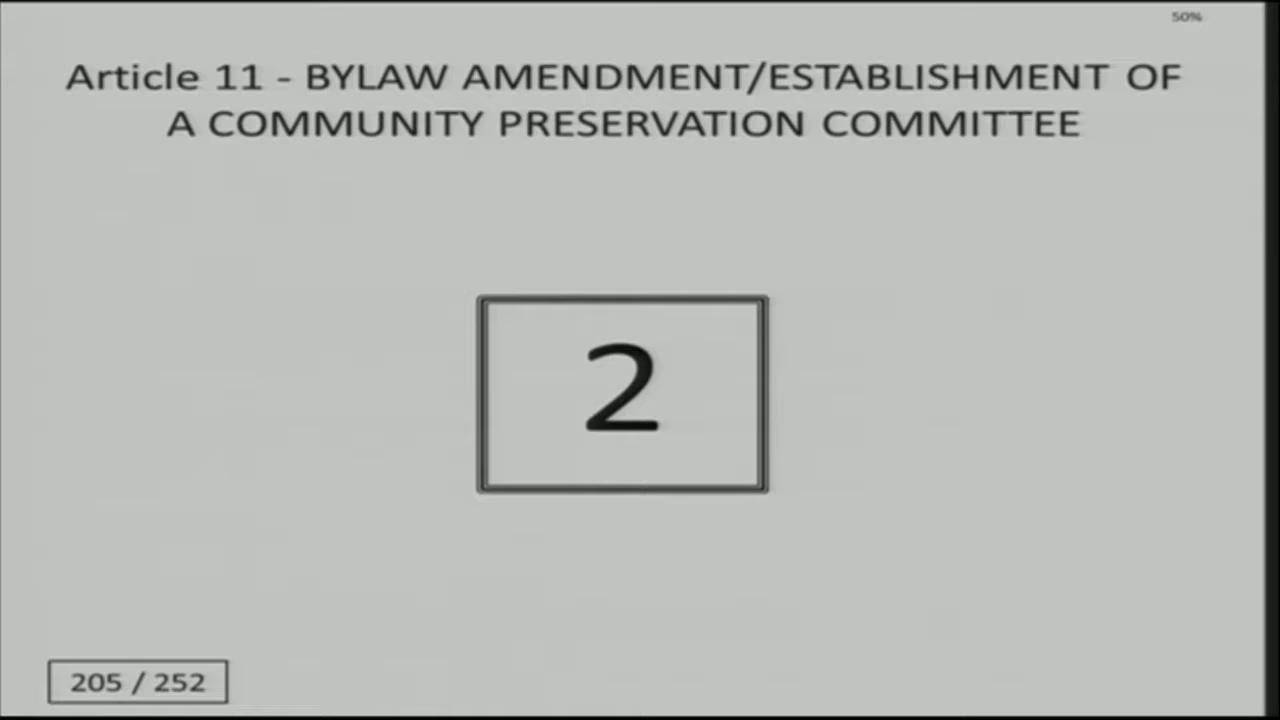 50%
Article 11 - BYLAW AMENDMENT/ESTABLISHMENT OF
A COMMUNITY PRESERVATION COMMITTEE
2
205 / 252